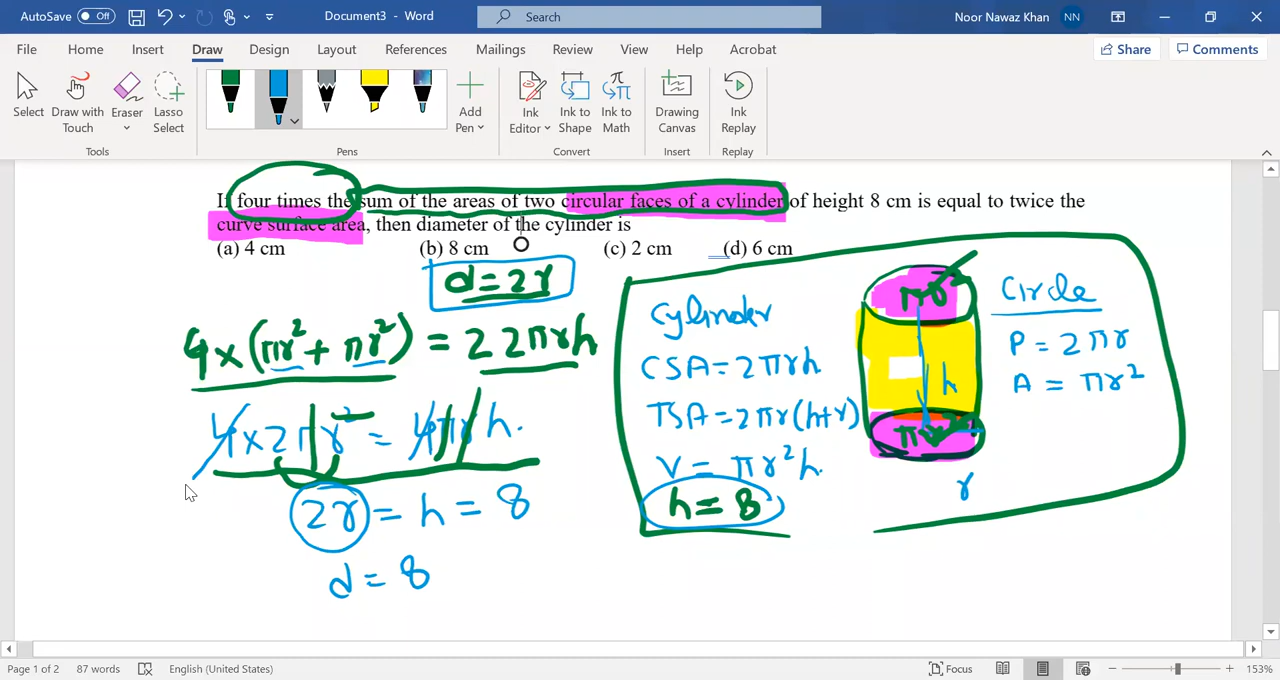 AutoSave Off Document3 - Word Search Noor Nawaz Khan NN
File Home Insert Draw Design Layout References Mailings Review View Help Acrobat Share Comments
Select Draw with Touch Eraser Lasso Select Add Pen Ink Editor Ink to Shape Ink to Math Drawing Canvas Ink Replay
Tools Pens Convert Insert Replay
If four times the sum of the areas of two circular faces of a cylinder of height 8 cm is equal to twice the
curve surface area, then diameter of the cylinder is
(a) 4 cm (b) 8 cm (c) 2 cm (d) 6 cm
d = 2r
4 × (πr² + πr²) = 2 2πrh
4 × 2πr² = 4πrh.
2r = h = 8
d = 8
Cylinder
CSA = 2πrh
TSA = 2πr(h+r)
V = πr²h.
h = 8
πr²
h
πr²
r
Circle
P = 2πr
A = πr²
Page 1 of 2 87 words English (United States) Focus 153%